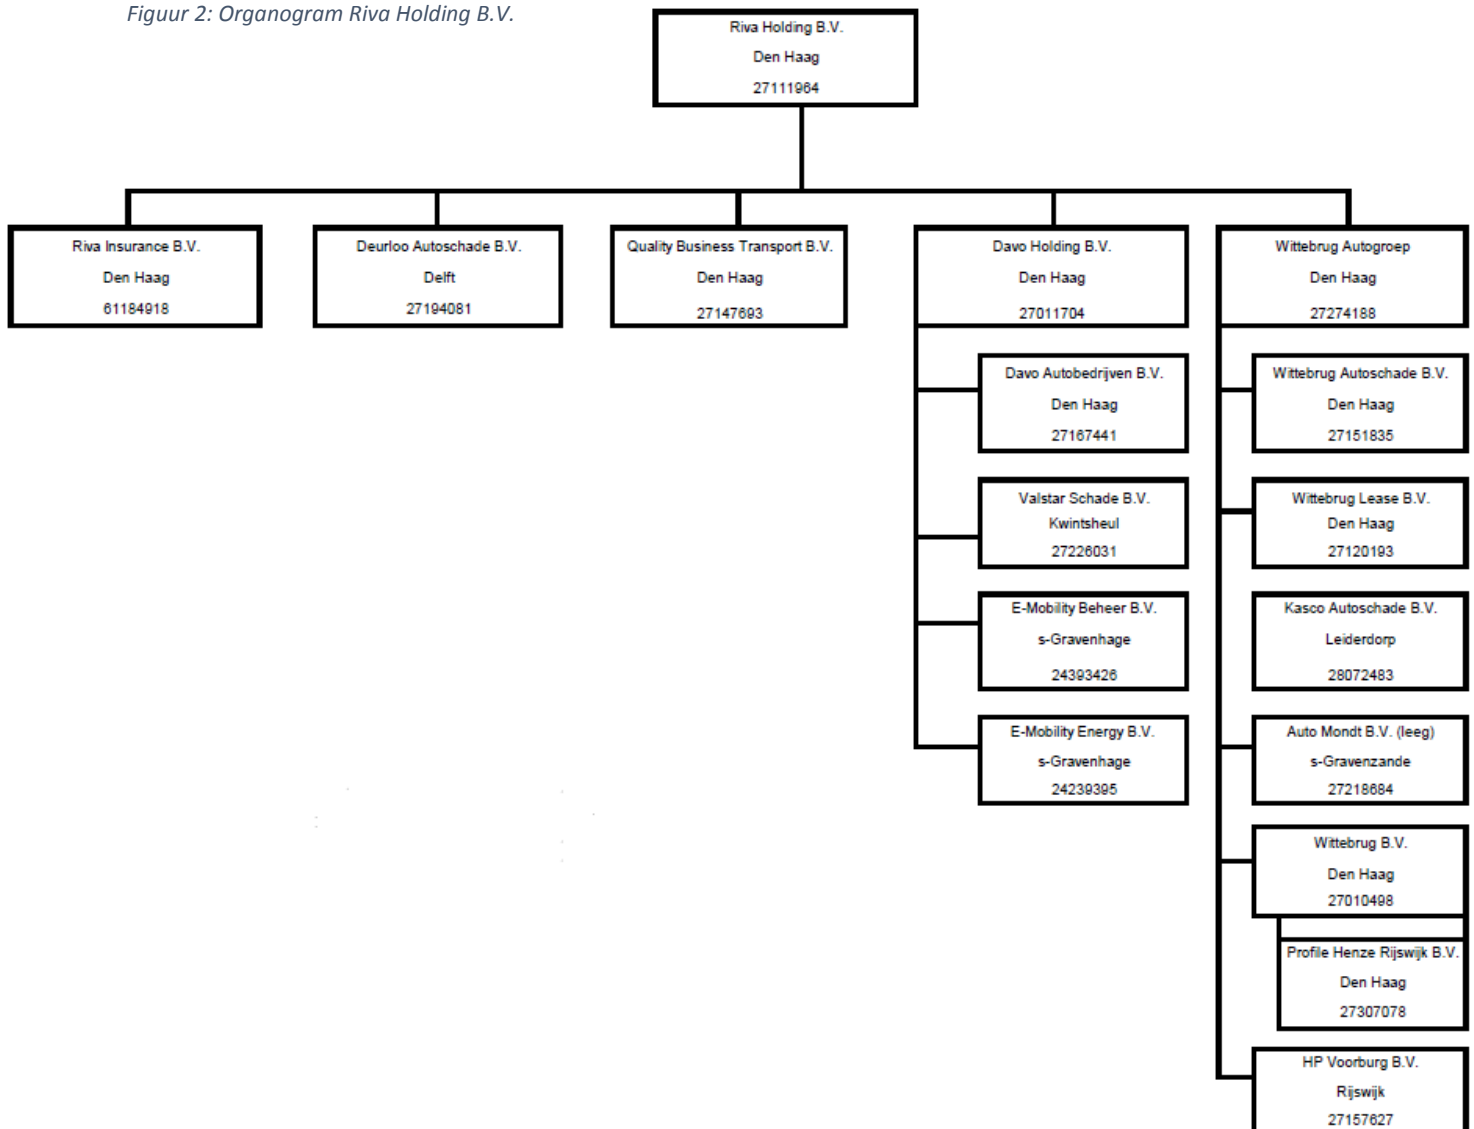 Figuur 2: Organogram Riva Holding B.V.
Riva Holding B.V.
Den Haag
27111964
Riva Insurance B.V.
Den Haag
61184918
Deurloo Autoschade B.V.
Delft
27194081
Quality Business Transport B.V.
Den Haag
27147693
Davo Holding B.V.
Den Haag
27011704
Wittebrug Autogroep
Den Haag
27274188
Davo Autobedrijven B.V.
Den Haag
27167441
Valstar Schade B.V.
Kwintsheul
27226031
E-Mobility Beheer B.V.
s-Gravenhage
24393426
E-Mobility Energy B.V.
s-Gravenhage
24239395
Wittebrug Autoschade B.V.
Den Haag
27151835
Wittebrug Lease B.V.
Den Haag
27120193
Kasco Autoschade B.V.
Leiderdorp
28072483
Auto Mondt B.V. (leeg)
s-Gravenzande
27218684
Wittebrug B.V.
Den Haag
27010498
Profile Henze Rijswijk B.V.
Den Haag
27307078
HP Voorburg B.V.
Rijswijk
27157627